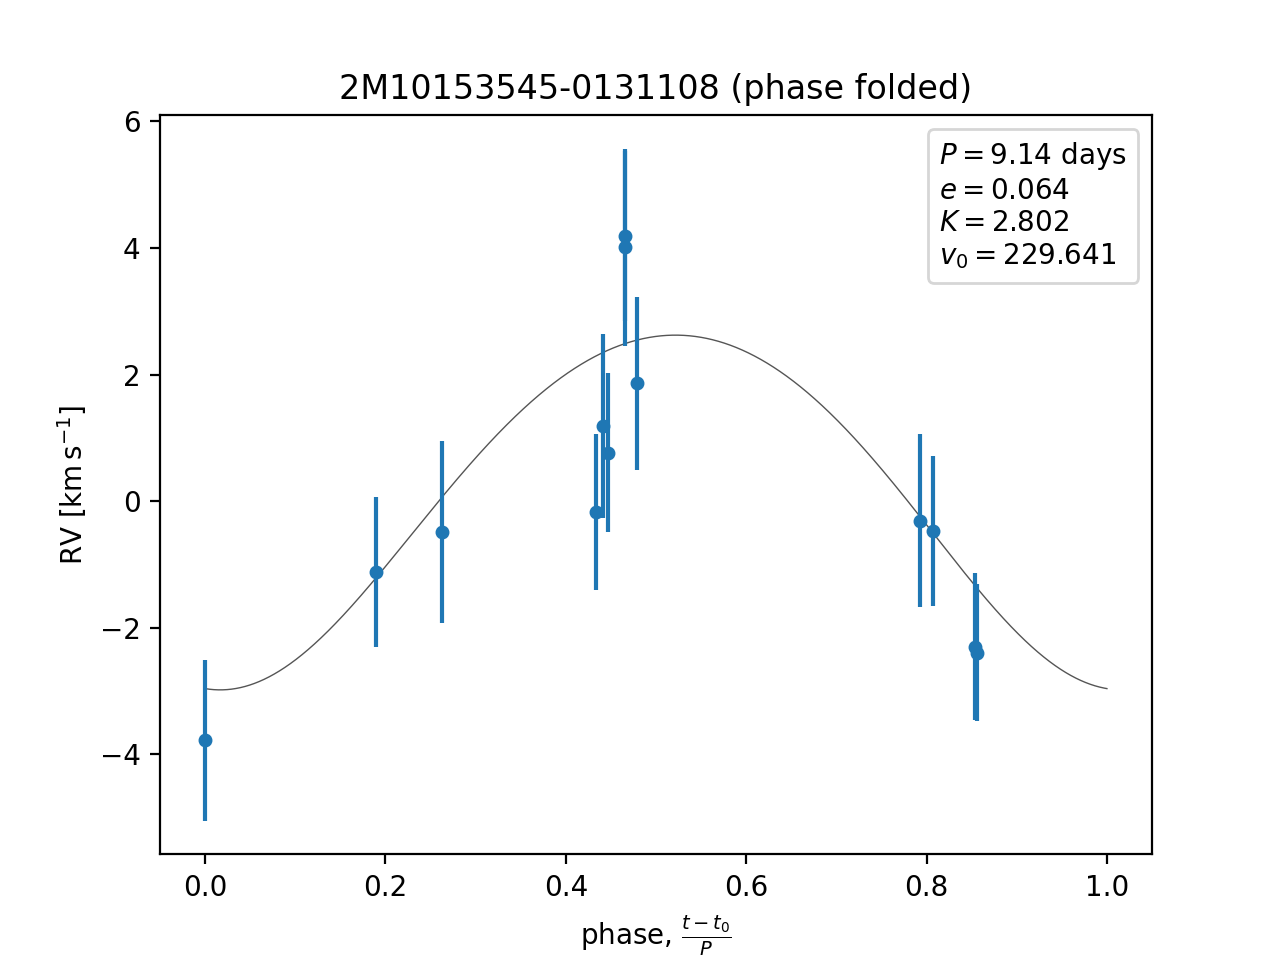 2M10153545-0131108 (phase folded)
P = 9.14 days
e = 0.064
K = 2.802
v₀ = 229.641
RV [km s⁻¹]
6
4
2
0
−2
−4
0.0 0.2 0.4 0.6 0.8 1.0
phase, (t − t₀)/P